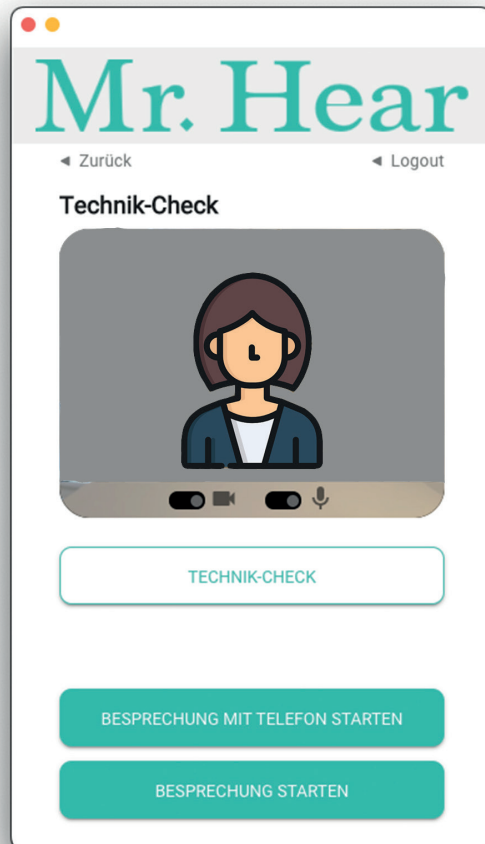 Mr. Hear
◄ Zurück ◄ Logout
Technik-Check
TECHNIK-CHECK
BESPRECHUNG MIT TELEFON STARTEN
BESPRECHUNG STARTEN